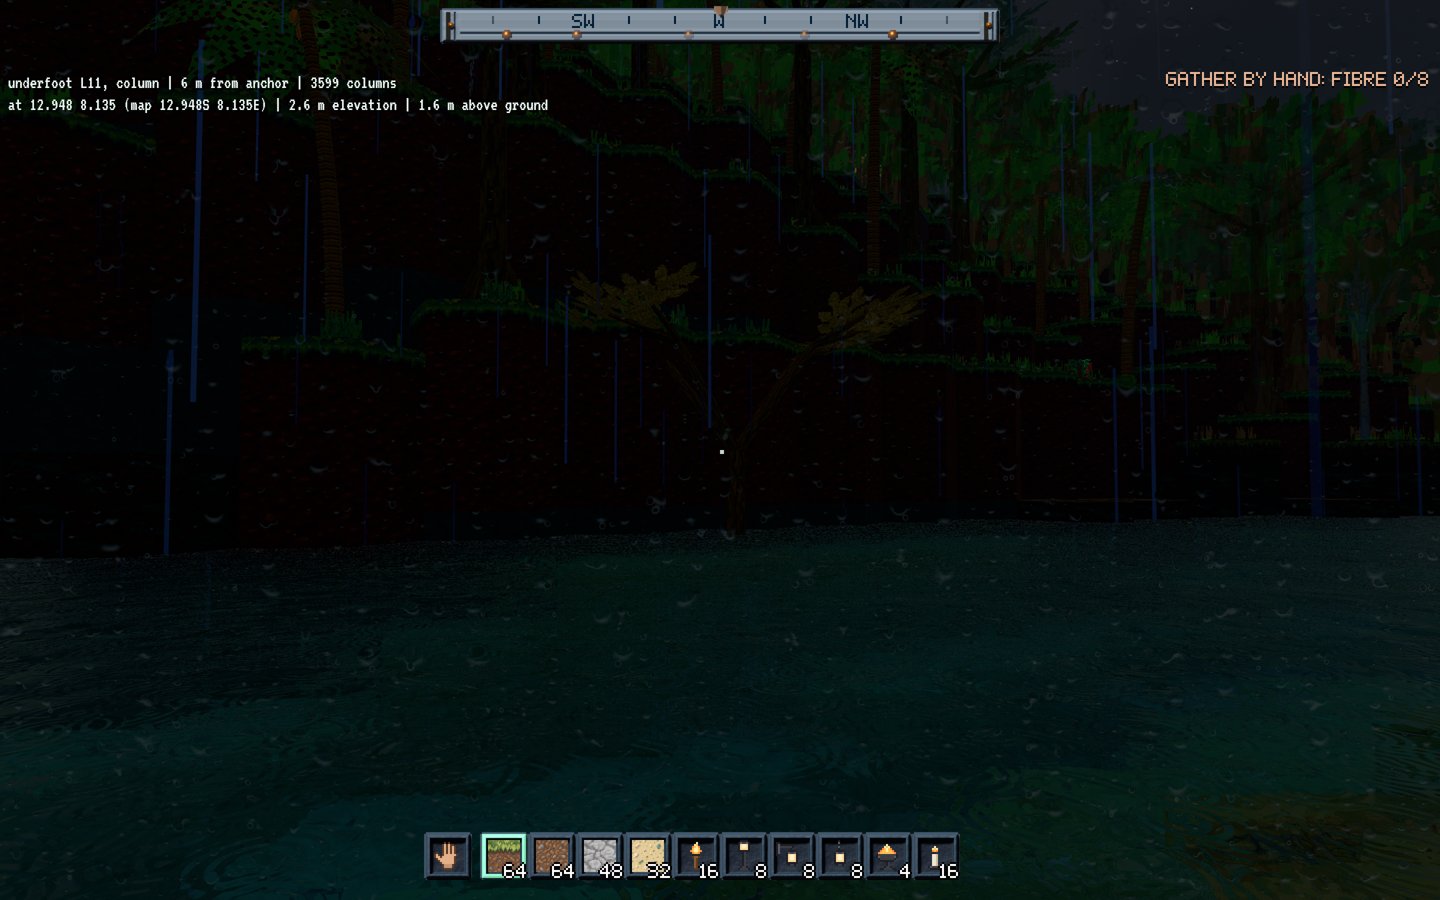 SW W NW
underfoot L11, column | 6 m from anchor | 3599 columns
at 12.948 8.135 (map 12.948S 8.135E) | 2.6 m elevation | 1.6 m above ground
GATHER BY HAND: FIBRE 0/8
64 64 48 32 16 8 8 8 4 16